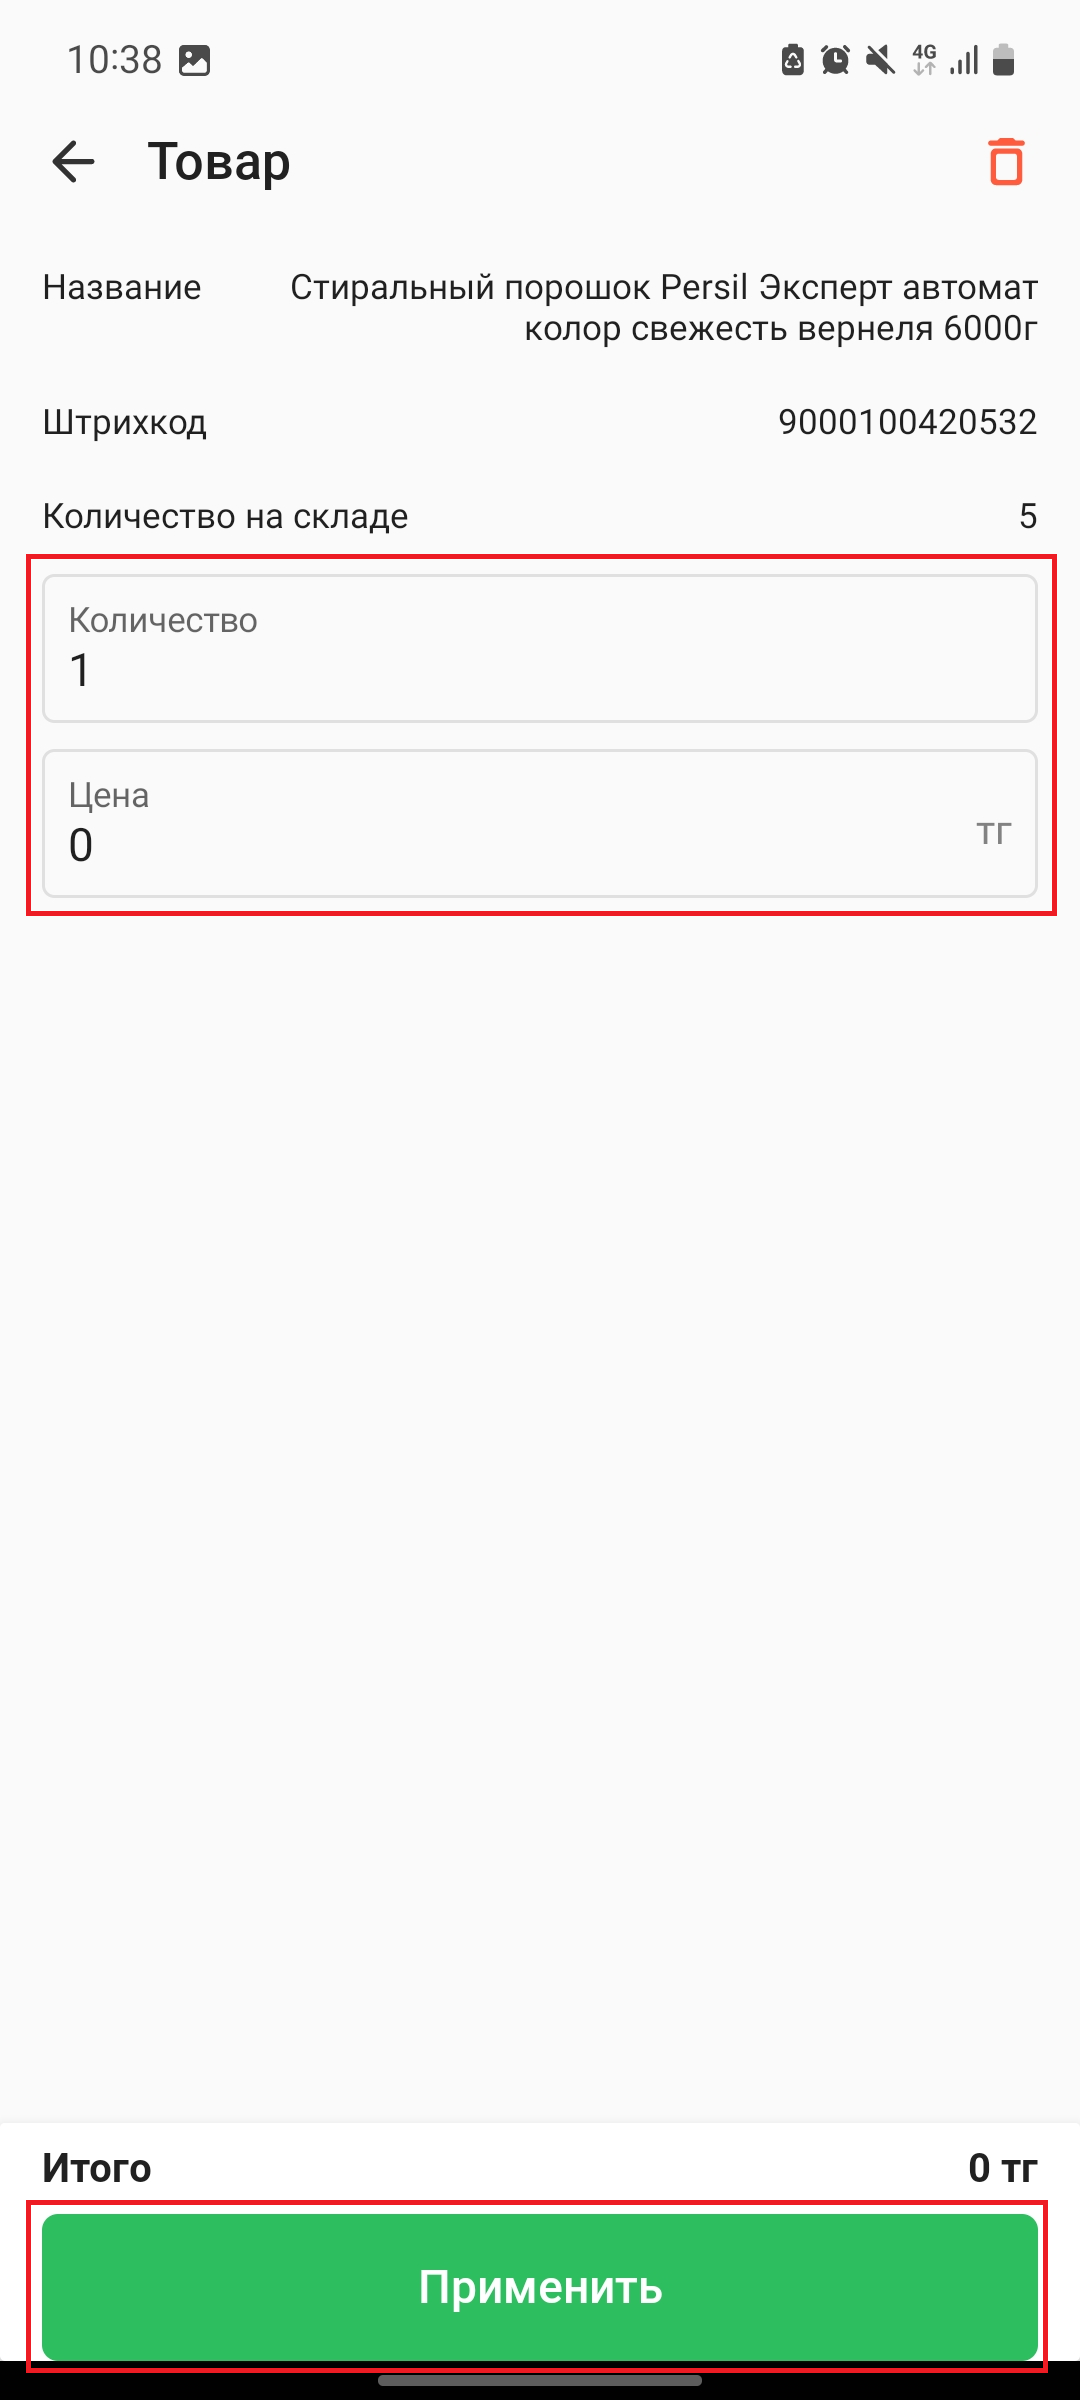 10:38
4G
Товар
Название
Стиральный порошок Persil Эксперт автомат
колор свежесть вернеля 6000г
Штрихкод
9000100420532
Количество на складе
5
Количество
1
Цена
0
тг
Итого
0 тг
Применить